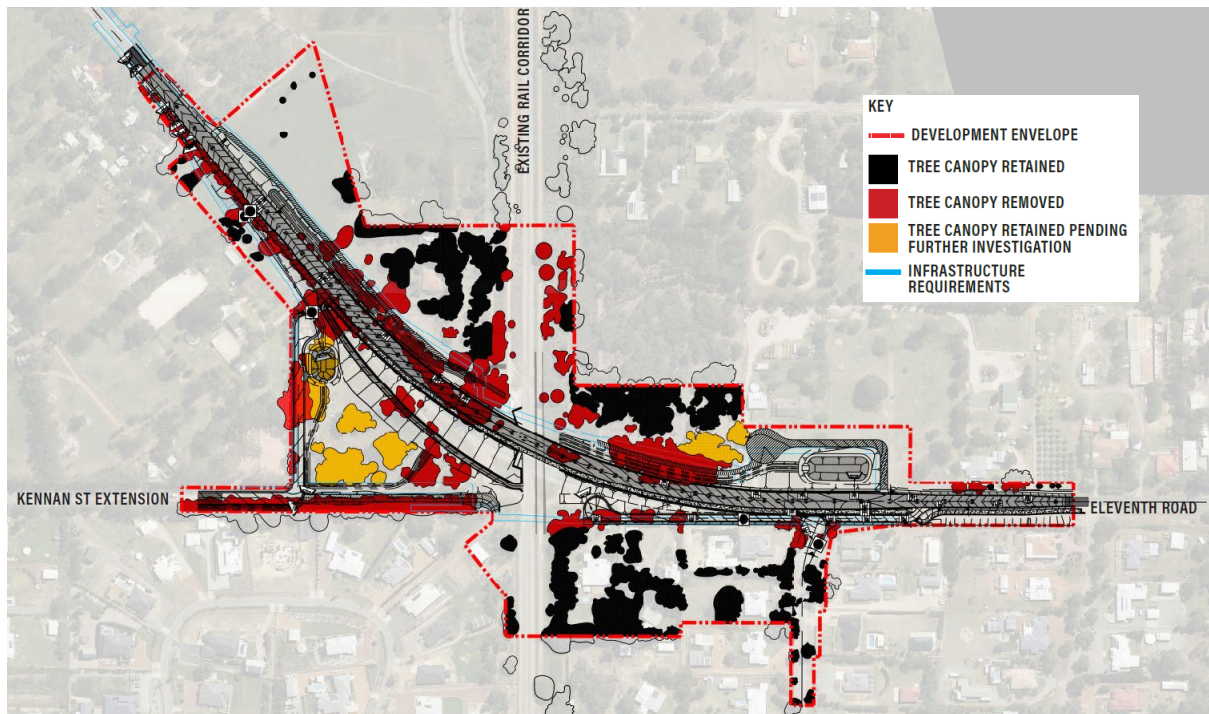 EXISTING RAIL CORRIDOR
KEY
DEVELOPMENT ENVELOPE
TREE CANOPY RETAINED
TREE CANOPY REMOVED
TREE CANOPY RETAINED PENDING
FURTHER INVESTIGATION
INFRASTRUCTURE
REQUIREMENTS
KENNAN ST EXTENSION
ELEVENTH ROAD